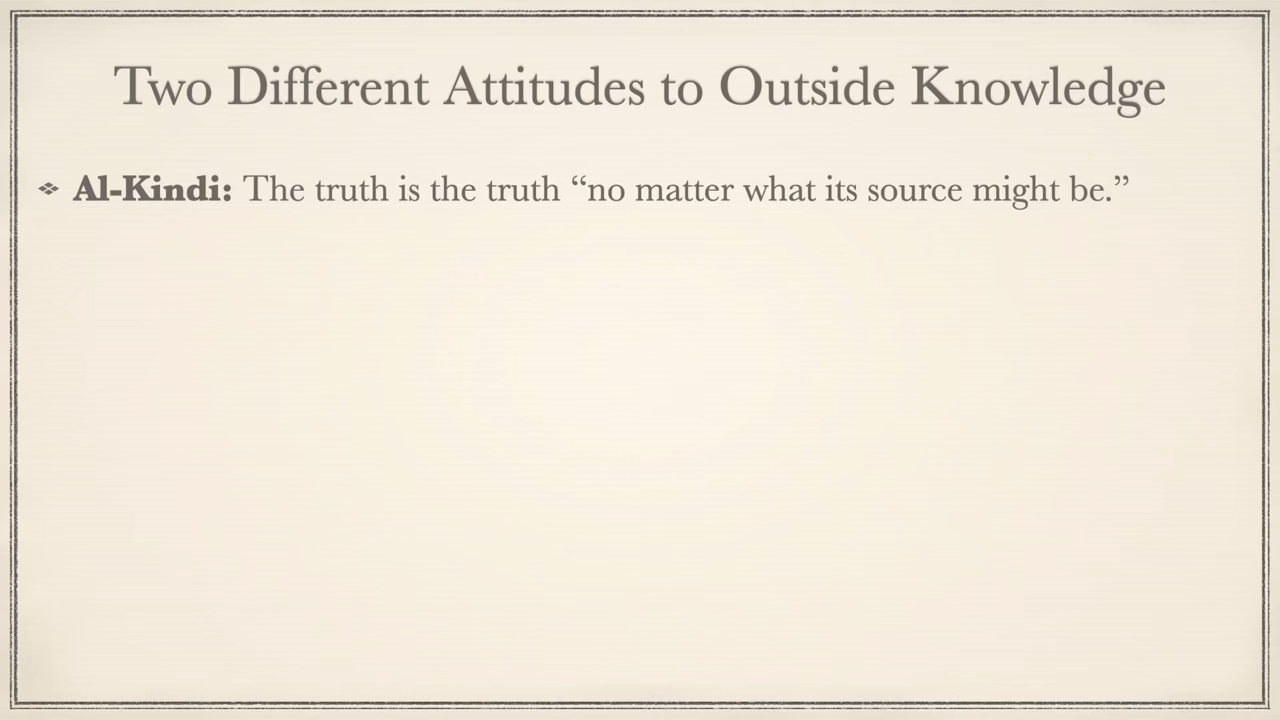 Two Different Attitudes to Outside Knowledge
❖ Al-Kindi: The truth is the truth “no matter what its source might be.”